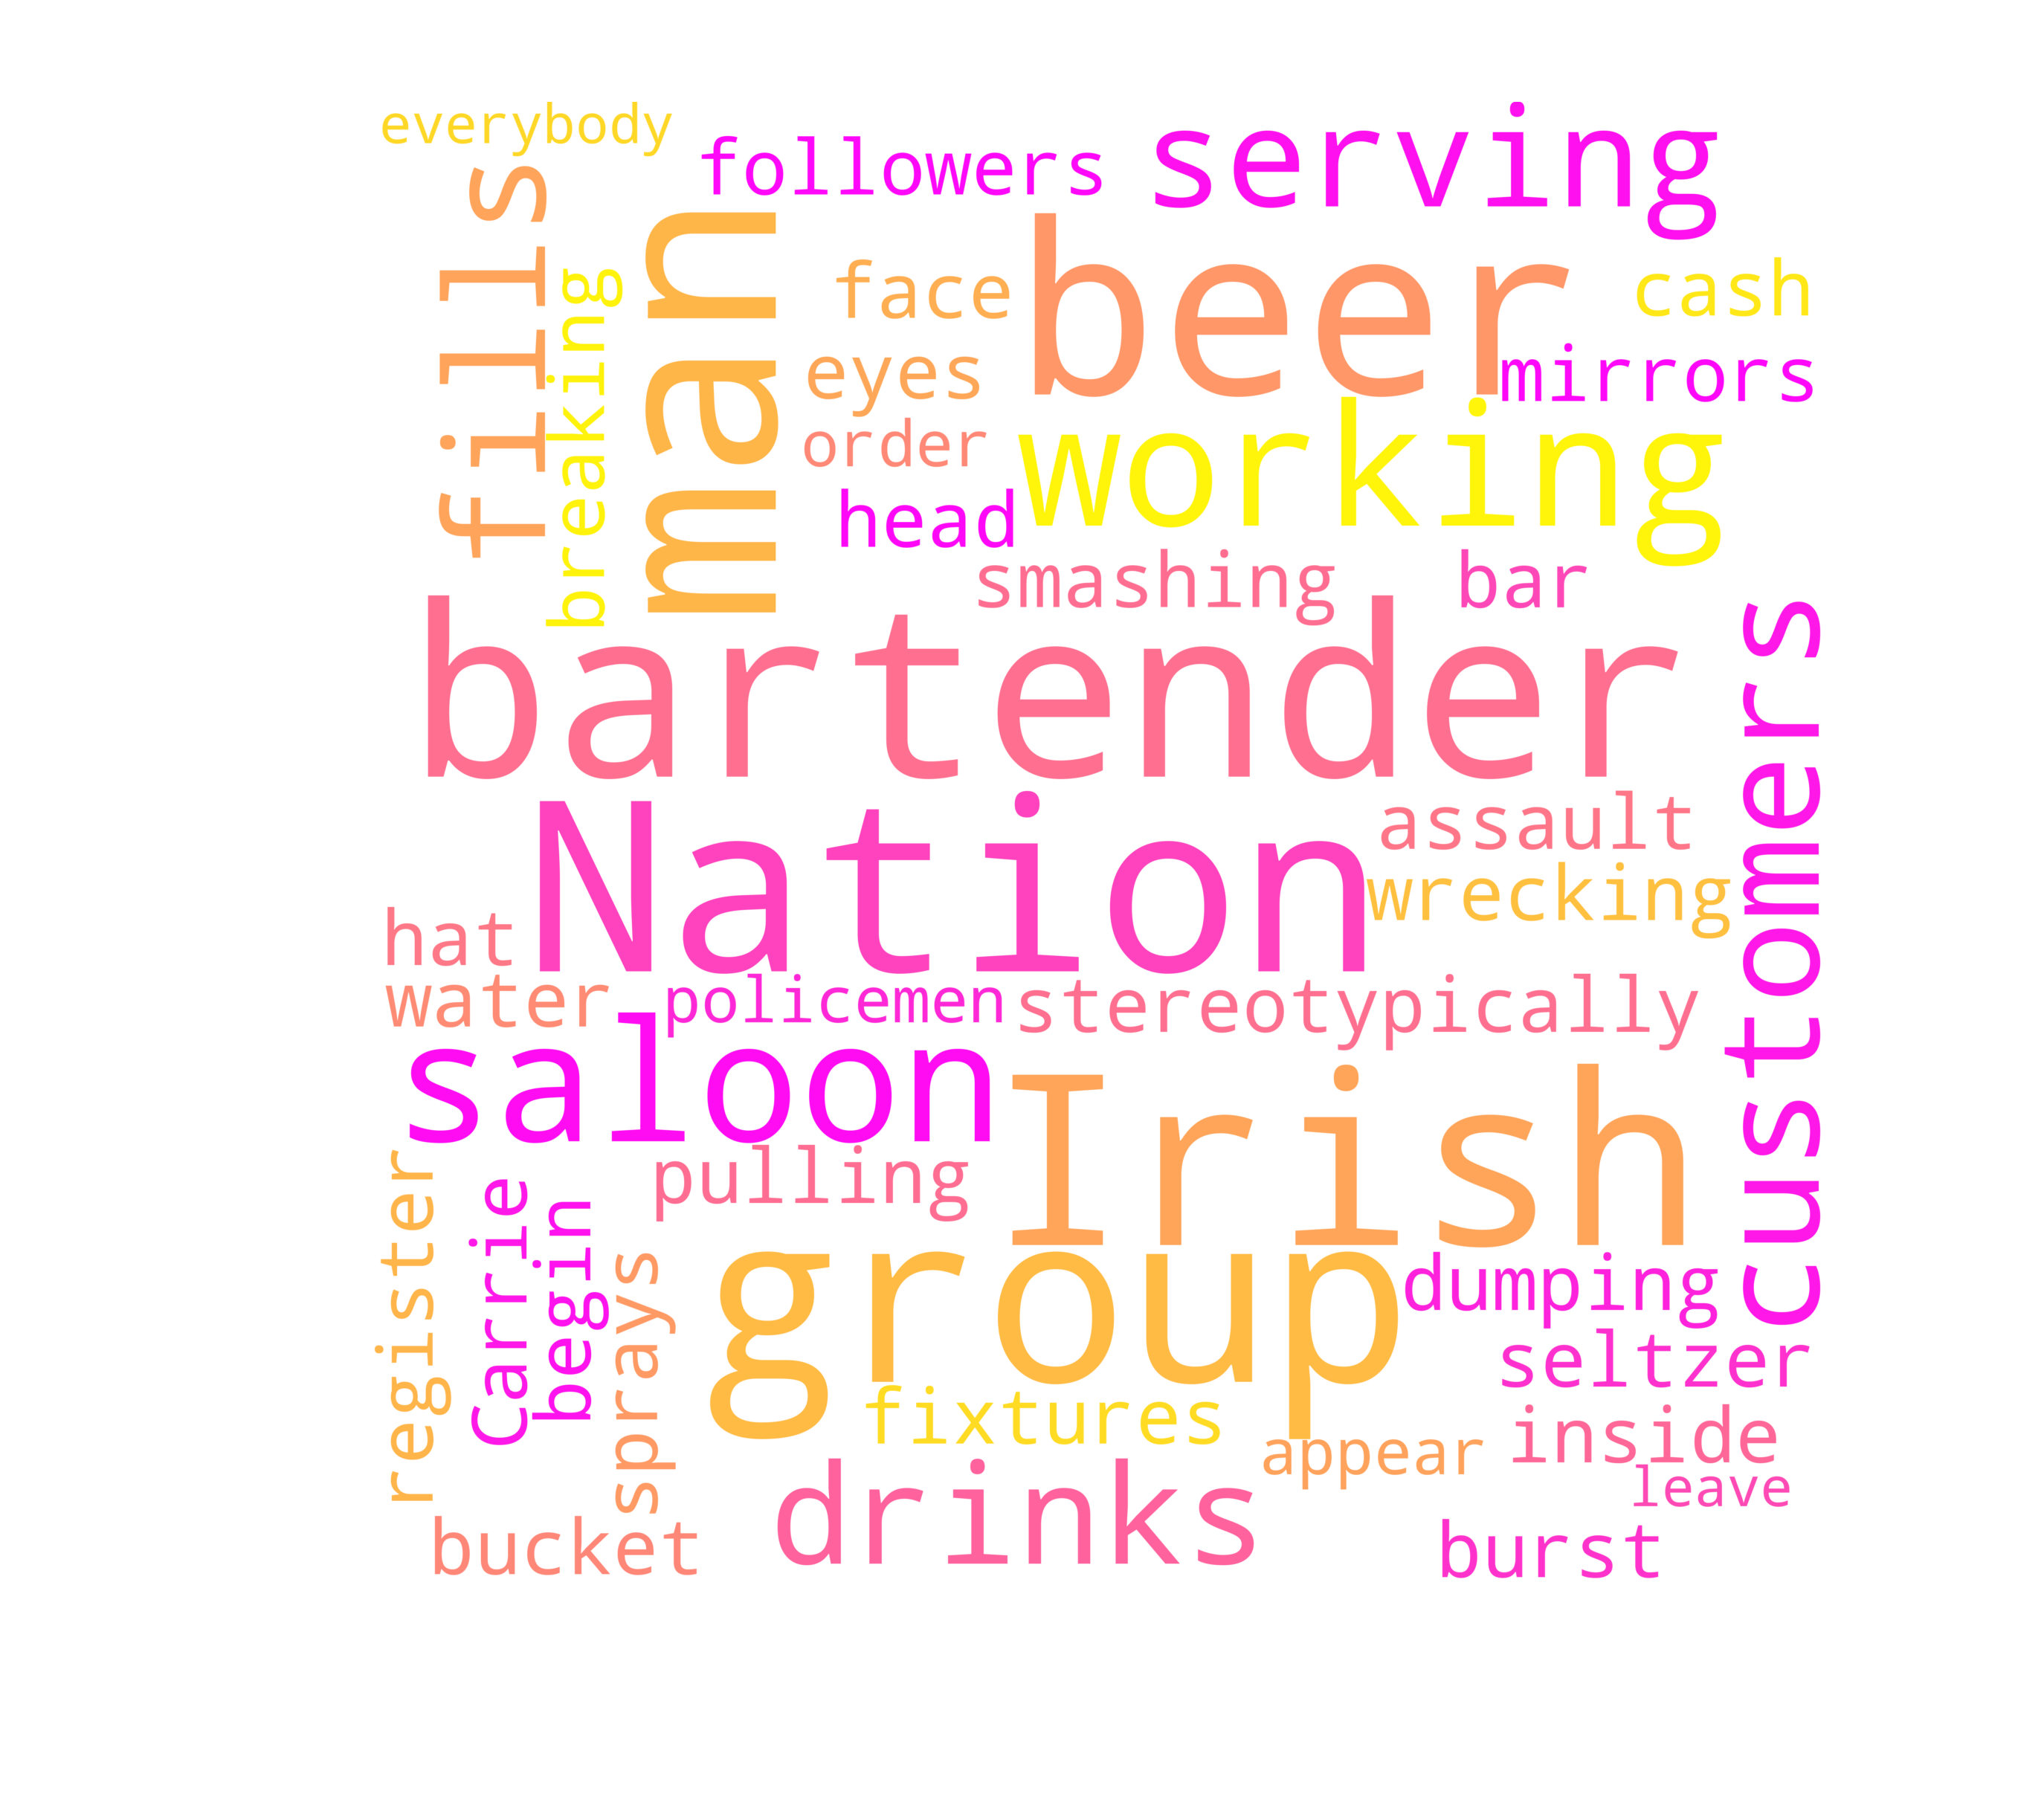 everybody
followers
serving
fills
breaking
man
face
beer
cash
eyes
mirrors
order
working
head
smashing
bar
bartender
customers
Nation
assault
wrecking
hat
water
policemen
stereotypically
saloon
Irish
pulling
register
Carrie
begin
sprays
group
dumping
seltzer
fixtures
appear
inside
leave
drinks
bucket
burst